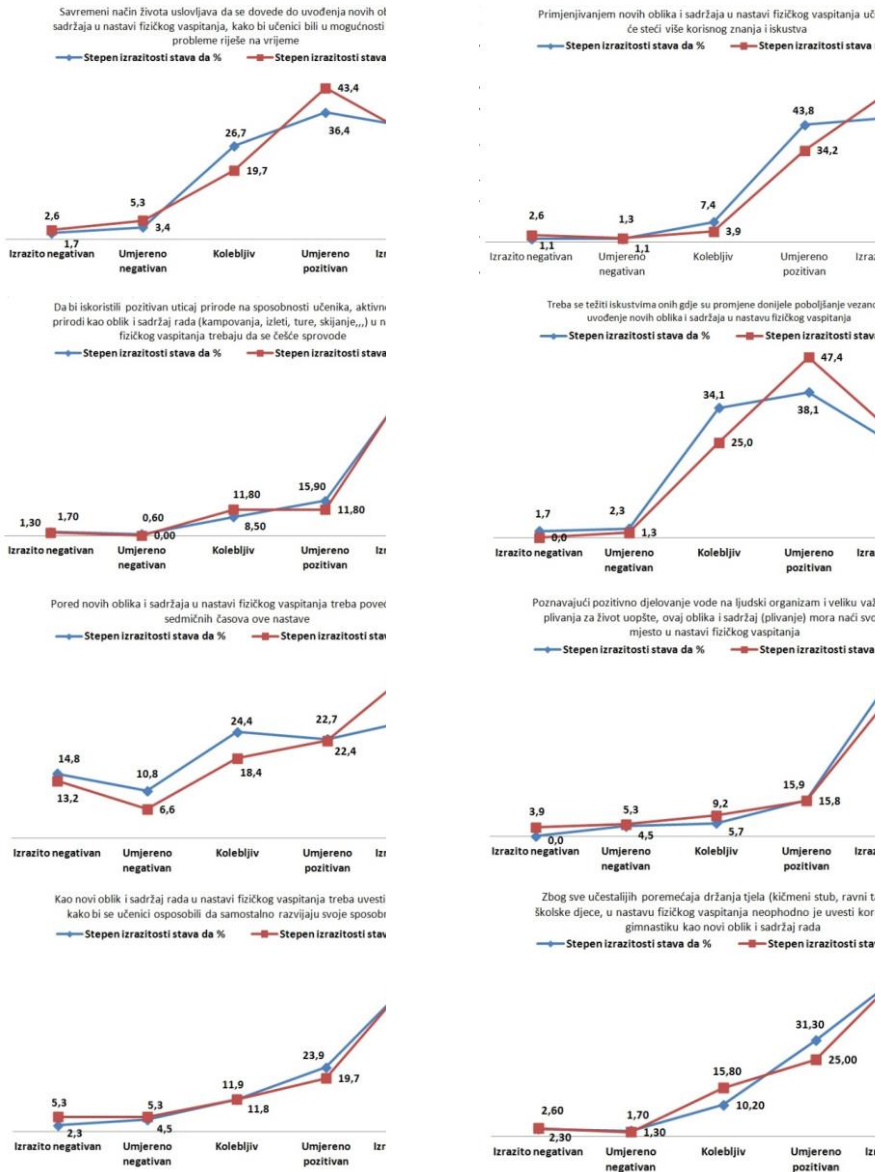 Savremeni način života uslovljava da se dovede do uvođenja novih
sadržaja u nastavi fizičkog vaspitanja, kako bi učenici bili u mogućnosti
probleme riješe na vrijeme
Stepen izrazitosti stava da % Stepen izrazitosti stava
43,4
36,4
26,7
19,7
2,6
5,3
1,7
3,4
Izrazito negativan Umjereno negativan Kolebljiv Umjereno pozitivan
Primjenjivanjem novih oblika i sadržaja u nastavi fizičkog vaspitanja
će steći više korisnog znanja i iskustva
Stepen izrazitosti stava da % Stepen izrazitosti stava
43,8
34,2
7,4
3,9
2,6
1,3
1,1
1,1
Izrazito negativan Umjereno negativan Kolebljiv Umjereno pozitivan
Da bi iskoristili pozitivan uticaj prirode na sposobnosti učenika,
prirodi kao oblik i sadržaj rada (kampovanja, izleti, ture, skijanje,,,) u
fizičkog vaspitanja trebaju da se češće sprovode
Stepen izrazitosti stava da % Stepen izrazitosti stava
1,30
1,70
0,60
0,00
11,80
8,50
15,90
11,80
Izrazito negativan Umjereno negativan Kolebljiv Umjereno pozitivan
Treba se težiti iskustvima onih gdje su promjene donijele poboljšanje
uvođenje novih oblika i sadržaja u nastavu fizičkog vaspitanja
Stepen izrazitosti stava da % Stepen izrazitosti
47,4
38,1
34,1
25,0
1,7
2,3
0,0
1,3
Izrazito negativan Umjereno negativan Kolebljiv Umjereno pozitivan
Pored novih oblika i sadržaja u nastavi fizičkog vaspitanja treba
sedmičnih časova ove nastave
Stepen izrazitosti stava da % Stepen izrazitosti
14,8
13,2
10,8
6,6
24,4
18,4
22,7
22,4
Izrazito negativan Umjereno negativan Kolebljiv Umjereno pozitivan
Poznavajući pozitivno djelovanje vode na ljudski organizam i veliku
plivanja za život uopšte, ovaj oblika i sadržaj (plivanje) mora naći
mjesto u nastavi fizičkog vaspitanja
Stepen izrazitosti stava da % Stepen izrazitosti
3,9
0,0
5,3
4,5
9,2
5,7
15,9
15,8
Izrazito negativan Umjereno negativan Kolebljiv Umjereno pozitivan
Kao novi oblik i sadržaj rada u nastavi fizičkog vaspitanja treba uvesti
kako bi se učenici osposobili da samostalno razvijaju svoje
Stepen izrazitosti stava da % Stepen izrazitosti
5,3
2,3
5,3
4,5
11,9
11,8
23,9
19,7
Izrazito negativan Umjereno negativan Kolebljiv Umjereno pozitivan
Zbog sve učestalijih poremećaja držanja tjela (kičmeni stub, ravni
školske djece, u nastavu fizičkog vaspitanja neophodno je uvesti
gimnastiku kao novi oblik i sadržaj rada
Stepen izrazitosti stava da % Stepen izrazitosti
2,60
2,30
1,70
1,30
15,80
10,20
31,30
25,00
Izrazito negativan Umjereno negativan Kolebljiv Umjereno pozitivan